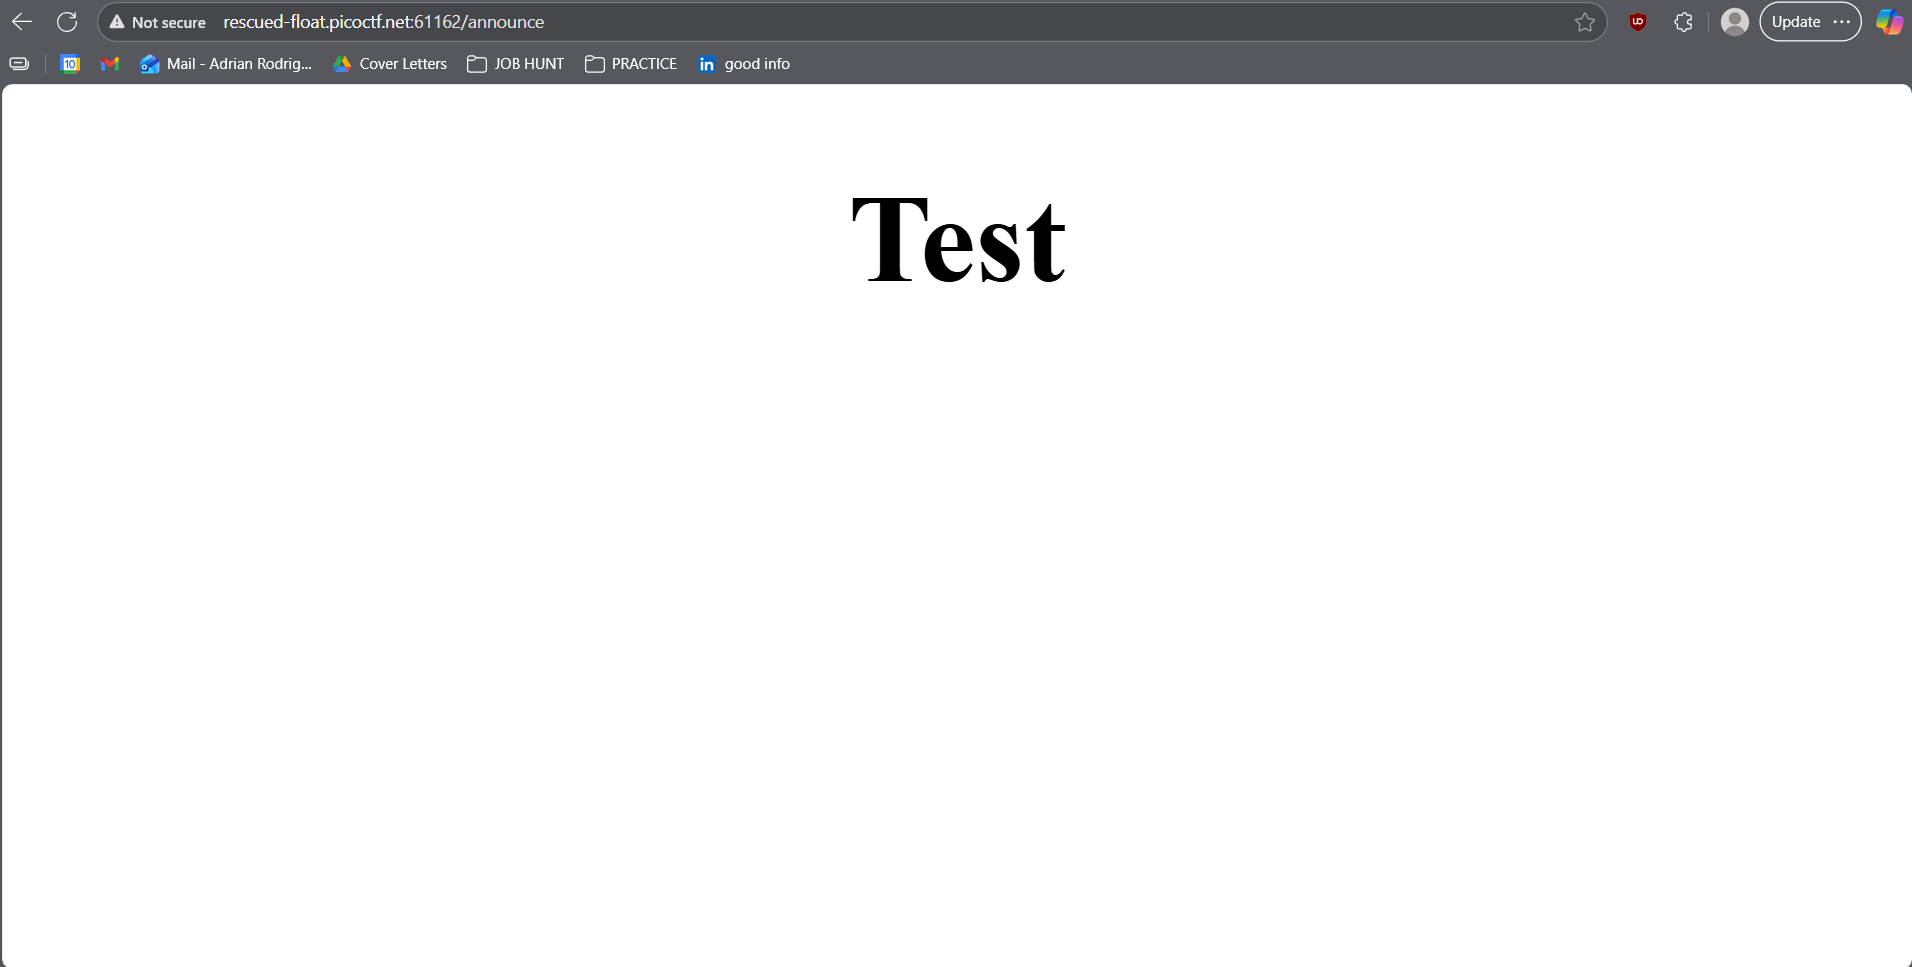 Not secure rescued-float.picoctf.net:61162/announce Update
10 Mail - Adrian Rodrig... Cover Letters JOB HUNT PRACTICE in good info
Test